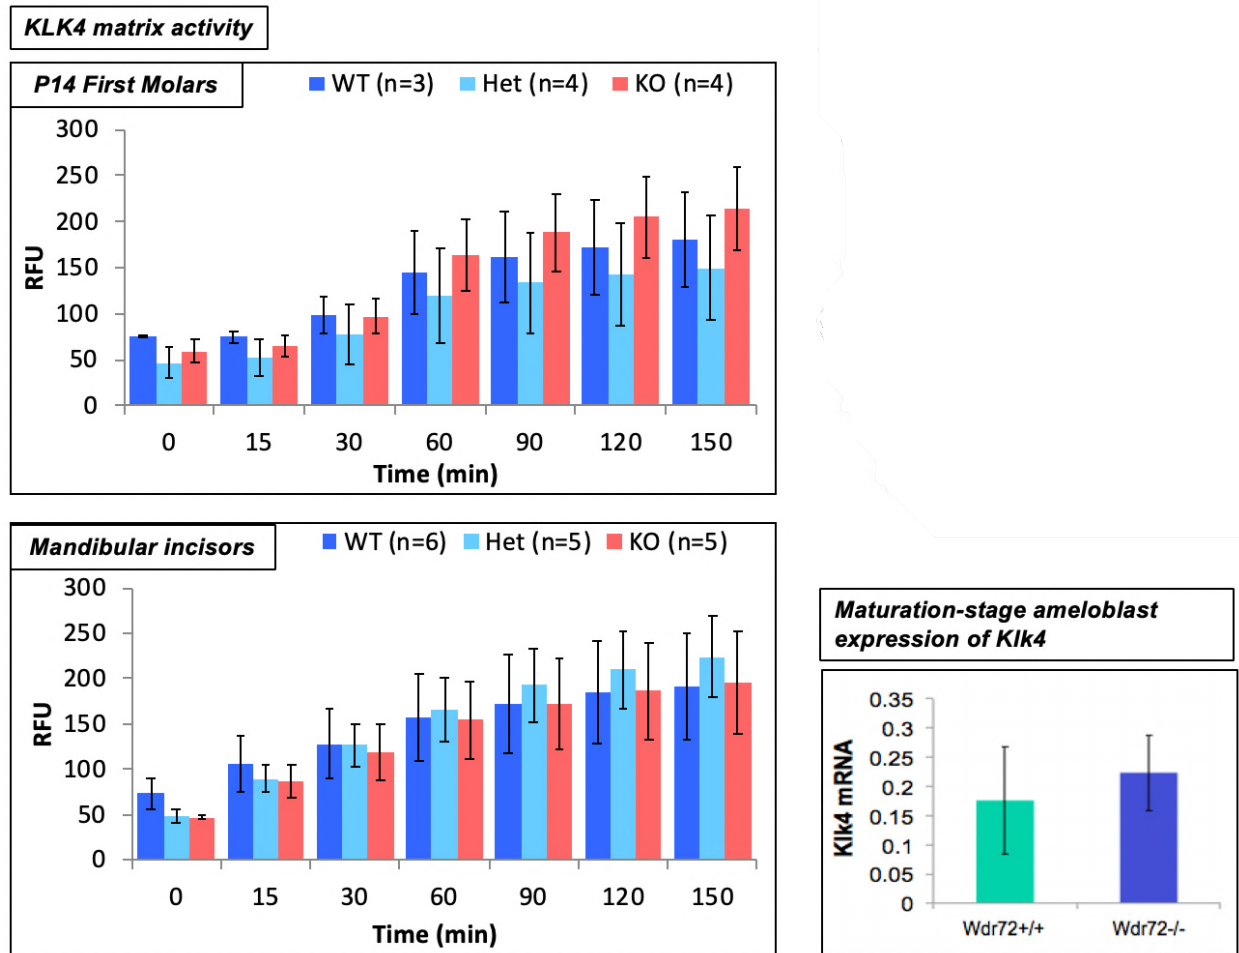 KLK4 matrix activity
P14 First Molars
WT (n=3) Het (n=4) KO (n=4)
300
250
200
150
100
50
0
RFU
0 15 30 60 90 120 150
Time (min)
Mandibular incisors
WT (n=6) Het (n=5) KO (n=5)
300
250
200
150
100
50
0
RFU
0 15 30 60 90 120 150
Time (min)
Maturation-stage ameloblast
expression of Klk4
0.35
0.3
0.25
0.2
0.15
0.1
0.05
0
Klk4 mRNA
Wdr72+/+ Wdr72-/-